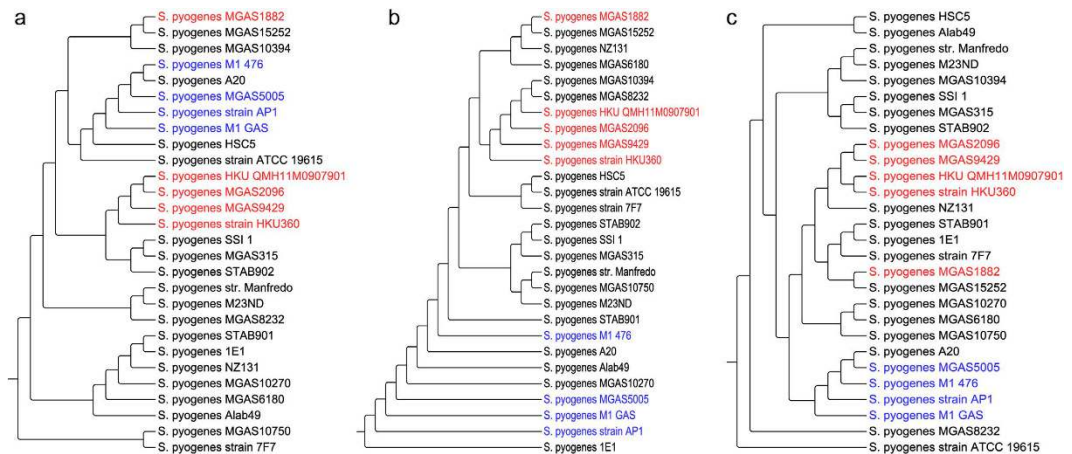 a
S. pyogenes MGAS1882
S. pyogenes MGAS15252
S. pyogenes MGAS10394
S. pyogenes M1 476
S. pyogenes A20
S. pyogenes MGAS5005
S. pyogenes strain AP1
S. pyogenes M1 GAS
S. pyogenes HSC5
S. pyogenes strain ATCC 19615
S. pyogenes HKU QMH11M0907901
S. pyogenes MGAS2096
S. pyogenes MGAS9429
S. pyogenes strain HKU360
S. pyogenes SSI 1
S. pyogenes MGAS315
S. pyogenes STAB902
S. pyogenes str. Manfredo
S. pyogenes M23ND
S. pyogenes MGAS8232
S. pyogenes STAB901
S. pyogenes 1E1
S. pyogenes NZ131
S. pyogenes MGAS10270
S. pyogenes MGAS6180
S. pyogenes Alab49
S. pyogenes MGAS10750
S. pyogenes strain 7F7
b
S. pyogenes MGAS1882
S. pyogenes MGAS15252
S. pyogenes NZ131
S. pyogenes MGAS6180
S. pyogenes MGAS10394
S. pyogenes MGAS8232
S. pyogenes HKU QMH11M0907901
S. pyogenes MGAS2096
S. pyogenes MGAS9429
S. pyogenes strain HKU360
S. pyogenes HSC5
S. pyogenes strain ATCC 19615
S. pyogenes strain 7F7
S. pyogenes STAB902
S. pyogenes SSI 1
S. pyogenes MGAS315
S. pyogenes str. Manfredo
S. pyogenes MGAS10750
S. pyogenes M23ND
S. pyogenes STAB901
S. pyogenes M1 476
S. pyogenes A20
S. pyogenes Alab49
S. pyogenes MGAS10270
S. pyogenes MGAS5005
S. pyogenes M1 GAS
S. pyogenes strain AP1
S. pyogenes 1E1
c
S. pyogenes HSC5
S. pyogenes Alab49
S. pyogenes str. Manfredo
S. pyogenes M23ND
S. pyogenes MGAS10394
S. pyogenes SSI 1
S. pyogenes MGAS315
S. pyogenes STAB902
S. pyogenes MGAS2096
S. pyogenes MGAS9429
S. pyogenes HKU QMH11M0907901
S. pyogenes strain HKU360
S. pyogenes NZ131
S. pyogenes STAB901
S. pyogenes 1E1
S. pyogenes strain 7F7
S. pyogenes MGAS1882
S. pyogenes MGAS15252
S. pyogenes MGAS10270
S. pyogenes MGAS6180
S. pyogenes MGAS10750
S. pyogenes A20
S. pyogenes MGAS5005
S. pyogenes M1 476
S. pyogenes strain AP1
S. pyogenes M1 GAS
S. pyogenes MGAS8232
S. pyogenes strain ATCC 19615